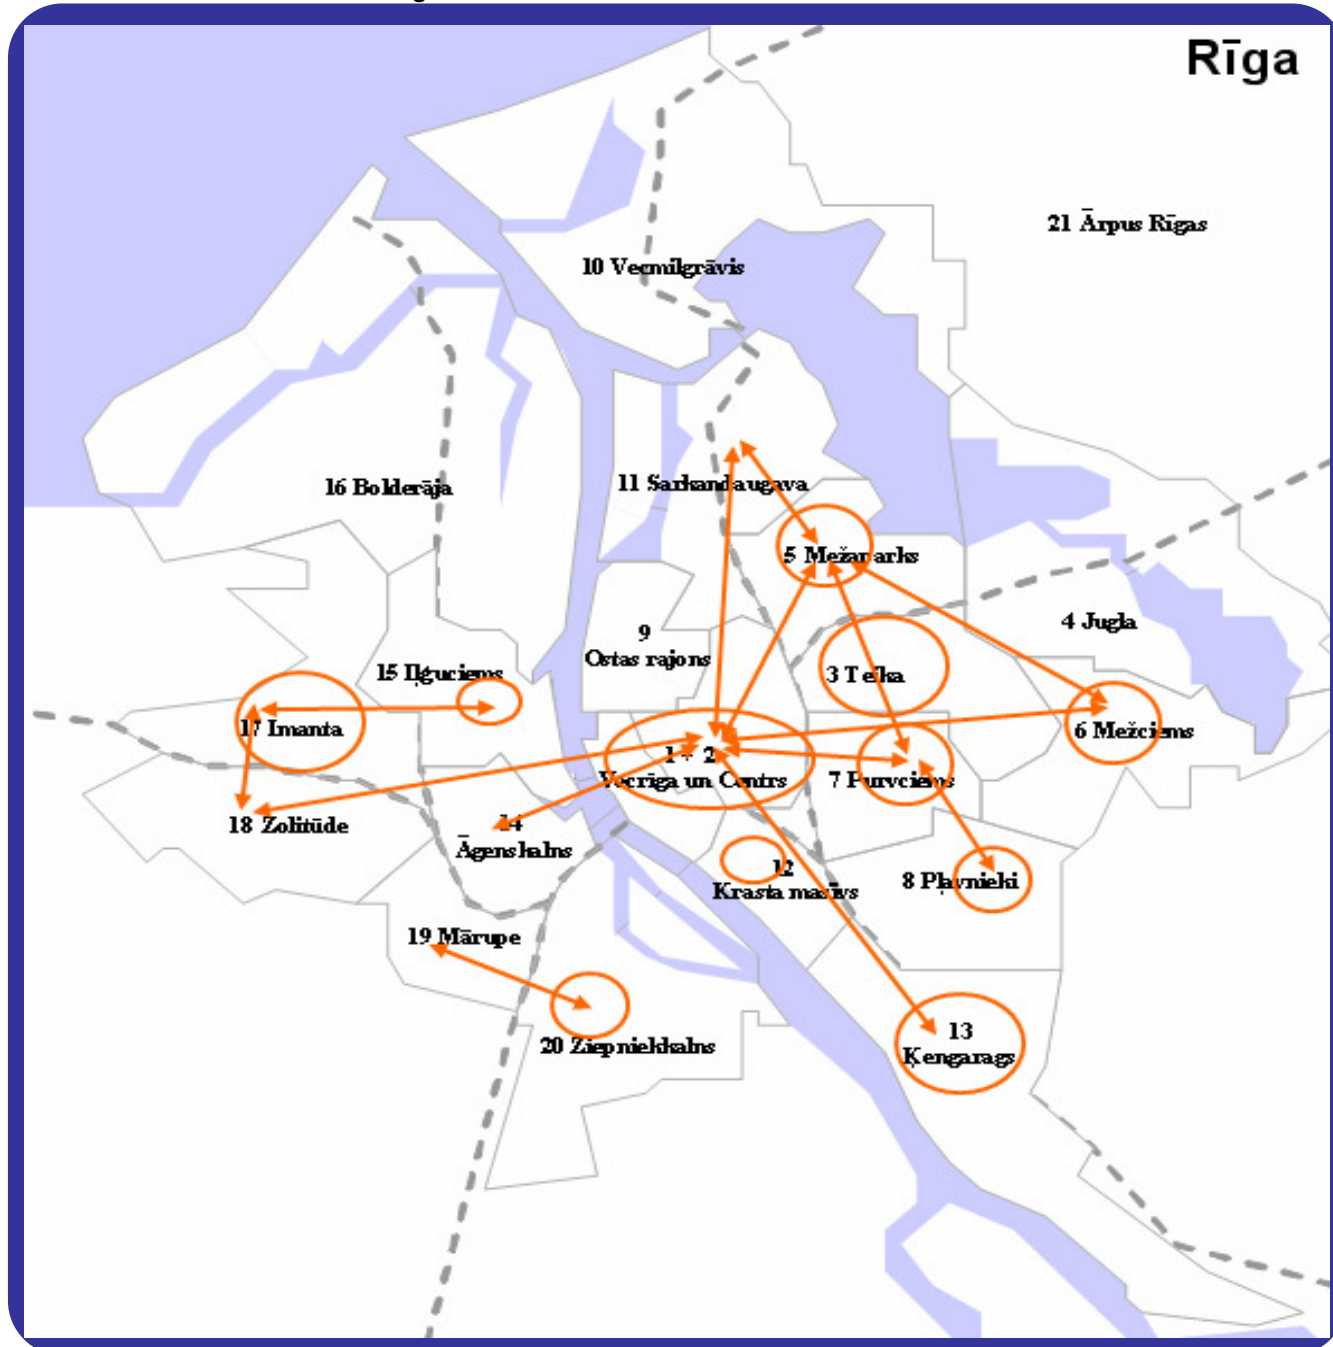 Rīga
21 Ārpus Rīgas
10 Vecmilgrāvis
16 Bolderāja
11 Sarkandaugava
5 Mežaparks
4 Jugla
9
Ostas rajons
15 Iļģuciems
3 Teika
17 Imanta
6 Mežciems
1 + 2
Vecrīga un Centrs
7 Purvciems
18 Zolitūde
14
Āgenskalns
12
Krasta masīvs
8 Pļavnieki
19 Mārupe
20 Ziepniekkalns
13
Ķengarags